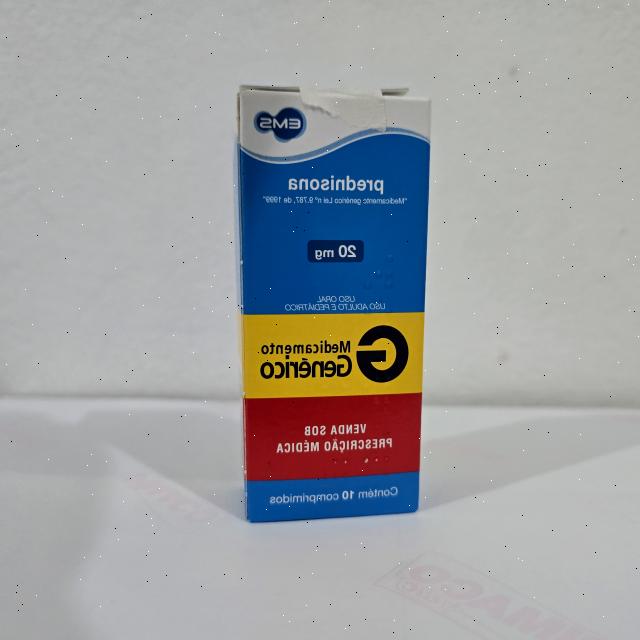 EMS
prednisona
"Medicamento genérico Lei nº 9.787, de 1999"
20 mg
USO ORAL
USO ADULTO E PEDIÁTRICO
G
Medicamento
Genérico
VENDA SOB
PRESCRIÇÃO MÉDICA
Contém 10 comprimidos